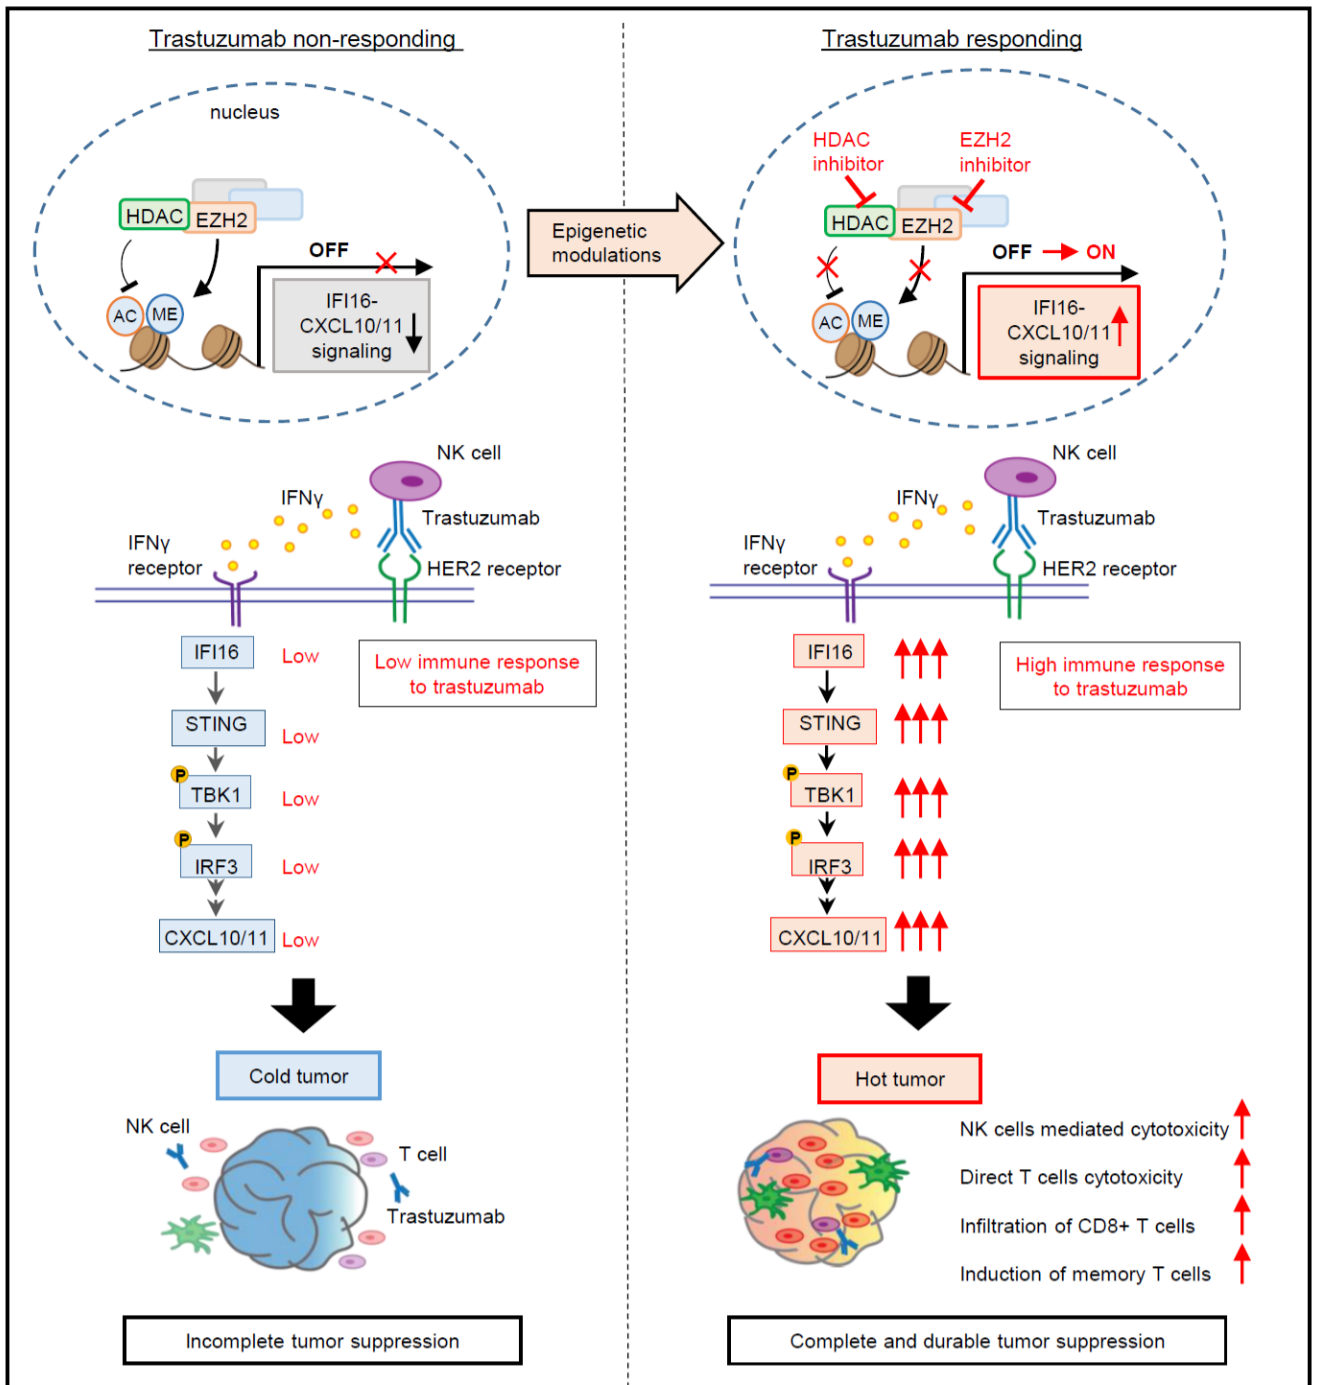 Trastuzumab non-responding
nucleus
HDAC
EZH2
OFF
AC
ME
IFI16-
CXCL10/11
signaling
Epigenetic
modulations
Trastuzumab responding
HDAC
inhibitor
EZH2
inhibitor
HDAC
EZH2
OFF
ON
AC
ME
IFI16-
CXCL10/11
signaling
NK cell
IFNγ
Trastuzumab
IFNγ
receptor
HER2 receptor
IFI16
Low
Low immune response
to trastuzumab
STING
Low
P
TBK1
Low
P
IRF3
Low
CXCL10/11
Low
Cold tumor
NK cell
T cell
Trastuzumab
Incomplete tumor suppression
NK cell
IFNγ
Trastuzumab
IFNγ
receptor
HER2 receptor
IFI16
High immune response
to trastuzumab
STING
P
TBK1
P
IRF3
CXCL10/11
Hot tumor
NK cells mediated cytotoxicity
Direct T cells cytotoxicity
Infiltration of CD8+ T cells
Induction of memory T cells
Complete and durable tumor suppression